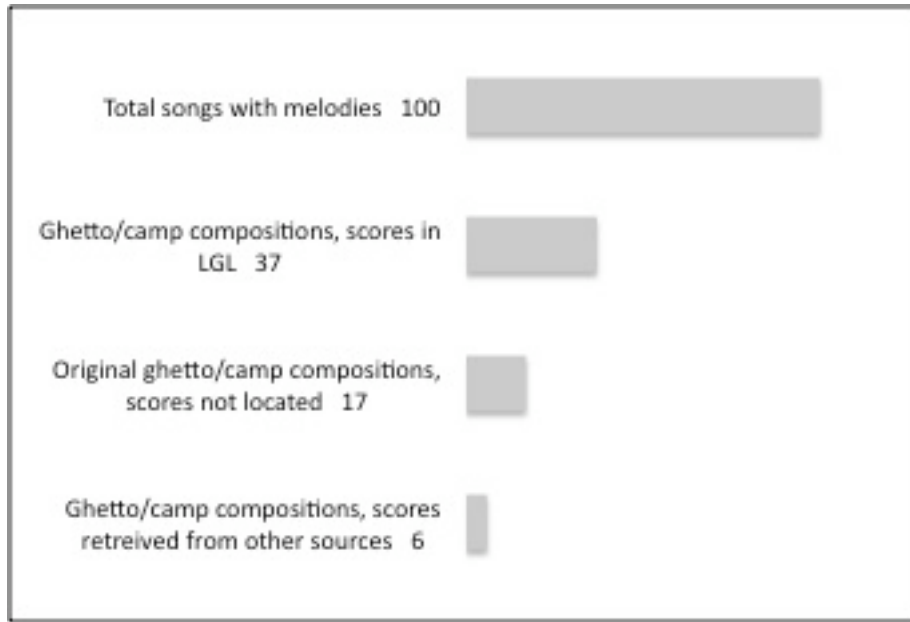 Total songs with melodies 100
Ghetto/camp compositions, scores in
LGL 37
Original ghetto/camp compositions,
scores not located 17
Ghetto/camp compositions, scores
retreived from other sources 6